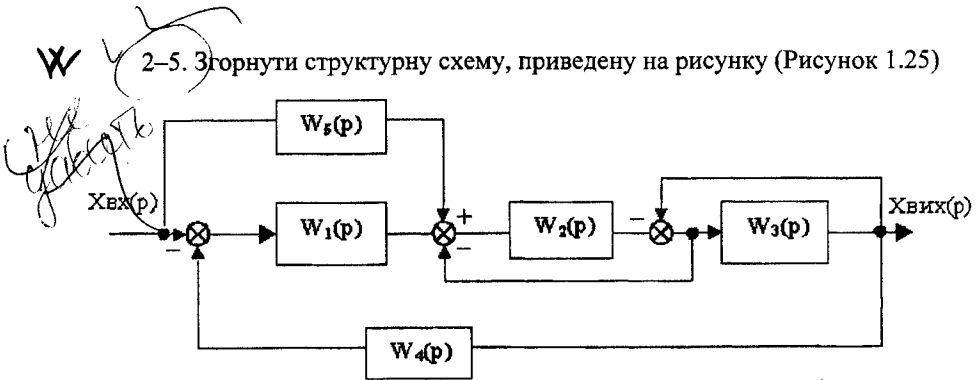 W 2–5. Згорнути структурну схему, приведену на рисунку (Рисунок 1.25)
W₅(p)
Xвх(p)
Xвих(p)
W₁(p)
+
W₂(p)
−
W₃(p)
−
−
W₄(p)